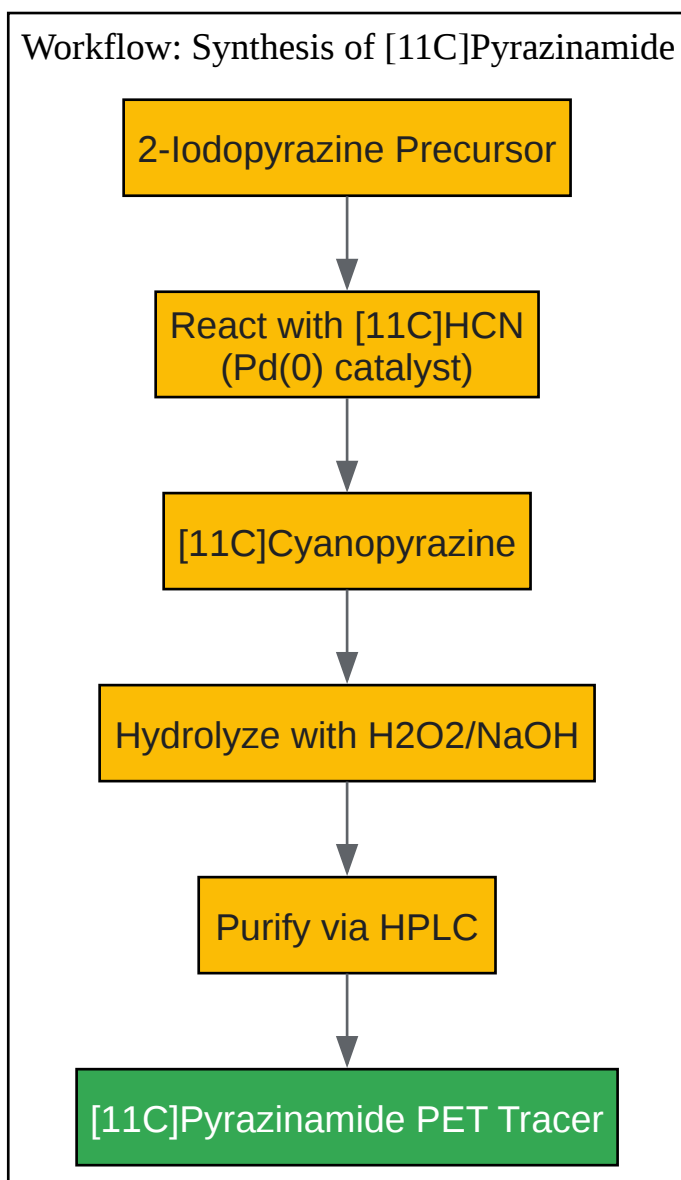 Workflow: Synthesis of [11C]Pyrazinamide
2-Iodopyrazine Precursor
React with [11C]HCN
(Pd(0) catalyst)
[11C]Cyanopyrazine
Hydrolyze with H2O2/NaOH
Purify via HPLC
[11C]Pyrazinamide PET Tracer